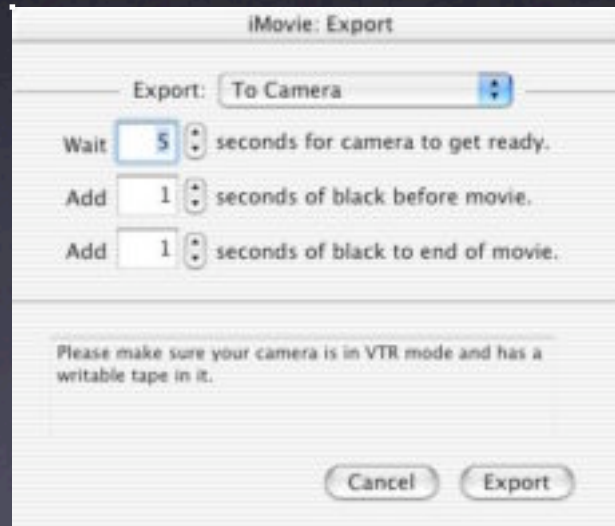 iMovie: Export
Export: To Camera
Wait 5 seconds for camera to get ready.
Add 1 seconds of black before movie.
Add 1 seconds of black to end of movie.
Please make sure your camera is in VTR mode and has a
writable tape in it.
Cancel Export